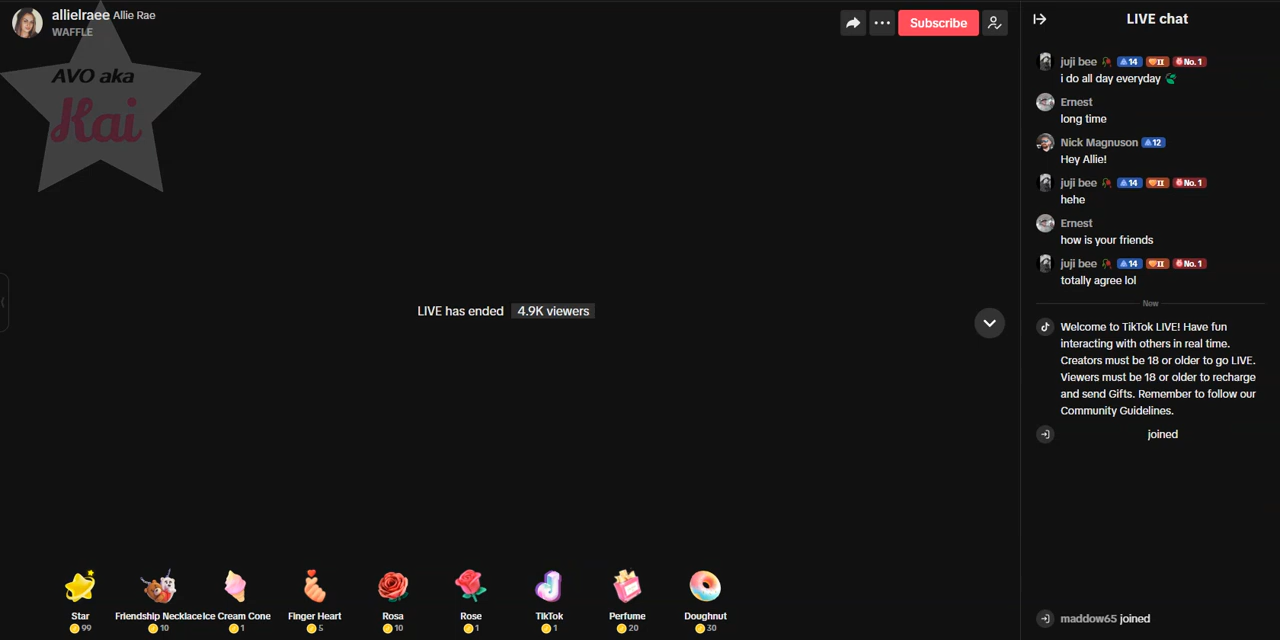 allielraee Allie Rae
WAFFLE
AVO aka
Kai
Subscribe
LIVE has ended 4.9K viewers
Star
99
Friendship Necklace
10
Ice Cream Cone
1
Finger Heart
5
Rosa
10
Rose
1
TikTok
1
Perfume
20
Doughnut
30
LIVE chat
juji bee 14 II No. 1
i do all day everyday
Ernest
long time
Nick Magnuson 12
Hey Allie!
juji bee 14 II No. 1
hehe
Ernest
how is your friends
juji bee 14 II No. 1
totally agree lol
Now
Welcome to TikTok LIVE! Have fun
interacting with others in real time.
Creators must be 18 or older to go LIVE.
Viewers must be 18 or older to recharge
and send Gifts. Remember to follow our
Community Guidelines.
joined
maddow65 joined